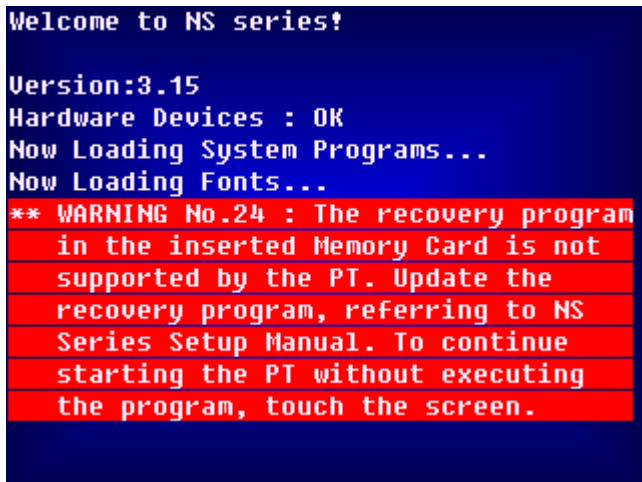 Welcome to NS series!
Version:3.15
Hardware Devices : OK
Now Loading System Programs...
Now Loading Fonts...
** WARNING No.24 : The recovery program
in the inserted Memory Card is not
supported by the PT. Update the
recovery program, referring to NS
Series Setup Manual. To continue
starting the PT without executing
the program, touch the screen.